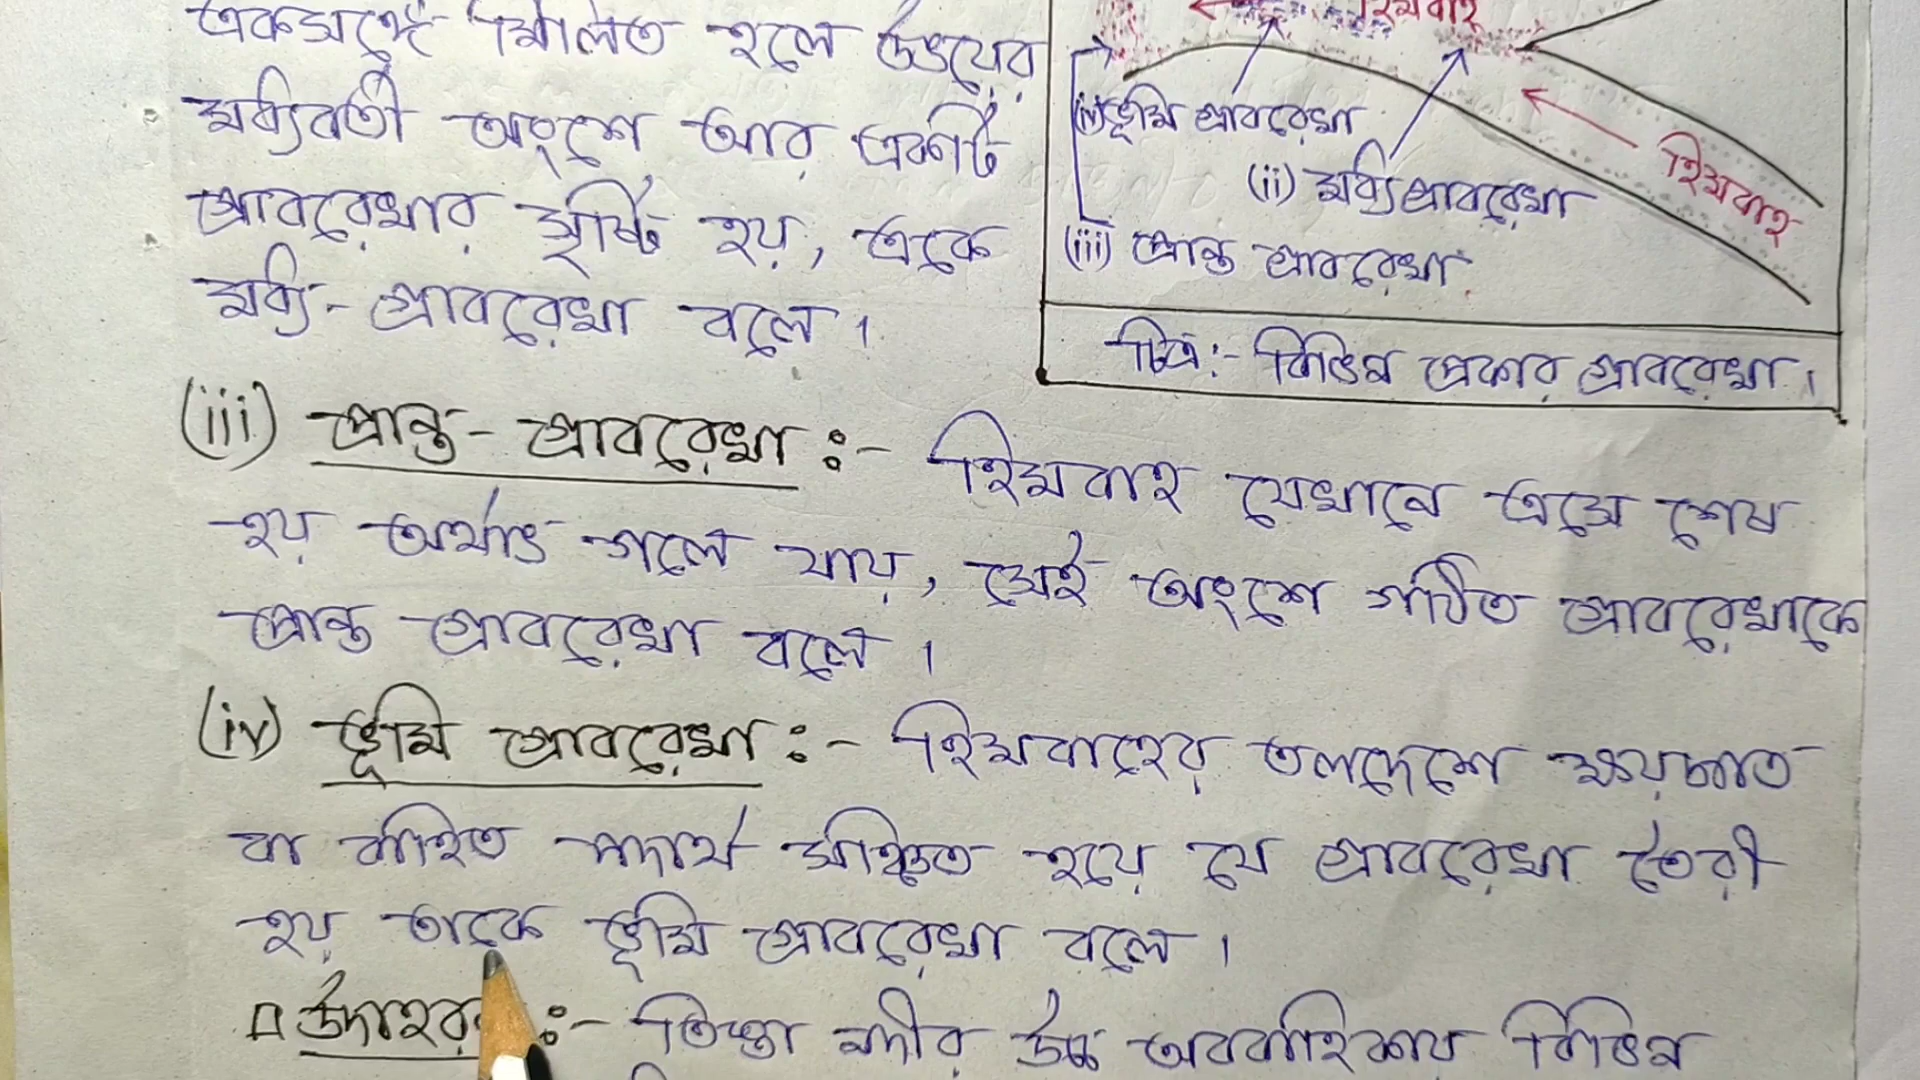 একসঙ্গে মিলিত হলে উভয়ের
মধ্যবর্তী অংশে আর একটি
গ্রাবরেখার সৃষ্টি হয়, একে
মধ্য-গ্রাবরেখা বলে।
হিমবাহ
(iv) ভূমি গ্রাবরেখা
(ii) মধ্য গ্রাবরেখা
হিমবাহ
(iii) প্রান্ত গ্রাবরেখা
চিত্র:- বিভিন্ন প্রকার গ্রাবরেখা।
(iii) প্রান্ত-গ্রাবরেখা :- হিমবাহ যেখানে এসে শেষ
হয় অর্থাৎ গলে যায়, সেই অংশে গঠিত গ্রাবরেখাকে
প্রান্ত গ্রাবরেখা বলে।
(iv) ভূমি গ্রাবরেখা :- হিমবাহের তলদেশে ক্ষয়জাত
বা বাহিত পদার্থ সঞ্চিত হয়ে যে গ্রাবরেখা তৈরী
হয় তাকে ভূমি গ্রাবরেখা বলে।
:- তিস্তা নদীর উচ্চ অববাহিকায় বিভিন্ন